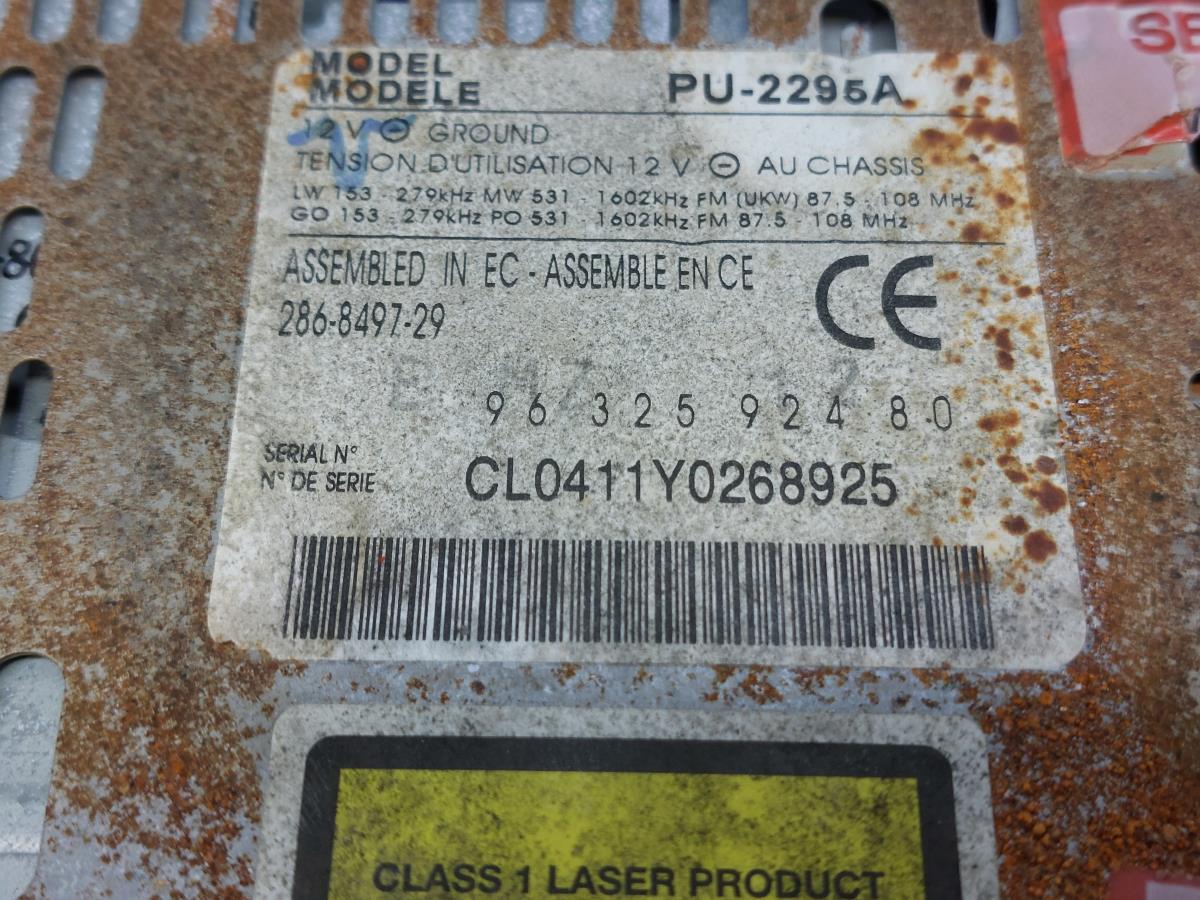 SE
MODEL
MODELE
PU-2295A
12 V ⊖ GROUND
TENSION D'UTILISATION 12 V ⊖ AU CHASSIS
LW 153 - 279kHz MW 531 - 1602kHz FM (UKW) 87.5 - 108 MHz
GO 153 - 279kHz PO 531 - 1602kHz FM 87.5 - 108 MHz
ASSEMBLED IN EC - ASSEMBLE EN CE
CE
286-8497-29
96 325 924 80
SERIAL N°
N° DE SERIE
CL0411Y0268925
CLASS 1 LASER PRODUCT